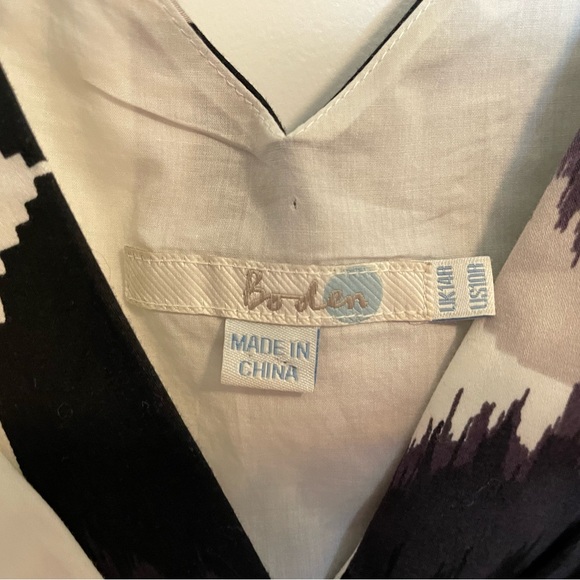 Boden
UK14R
US10R
MADE IN
CHINA